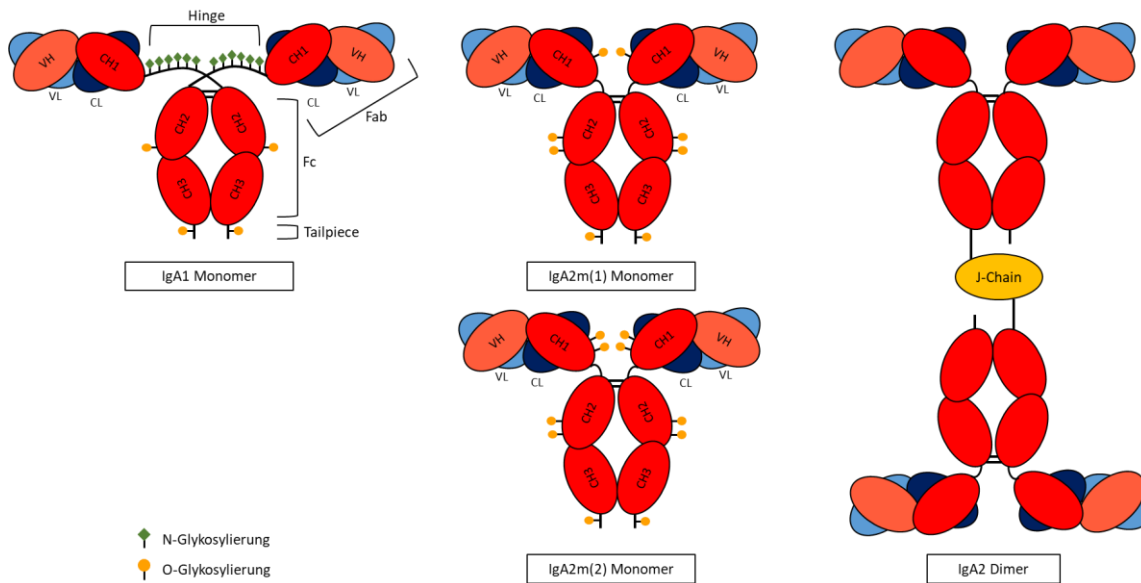 Hinge
VH
CH1
CH1
VH
VL
CL
CL
VL
Fab
CH2
CH2
Fc
CH3
CH3
Tailpiece
IgA1 Monomer
VH
CH1
CH1
VH
VL
CL
CL
VL
CH2
CH2
CH3
CH3
IgA2m(1) Monomer
VH
CH1
CH1
VH
VL
CL
CL
VL
CH2
CH2
CH3
CH3
IgA2m(2) Monomer
J-Chain
IgA2 Dimer
N-Glykosylierung
O-Glykosylierung